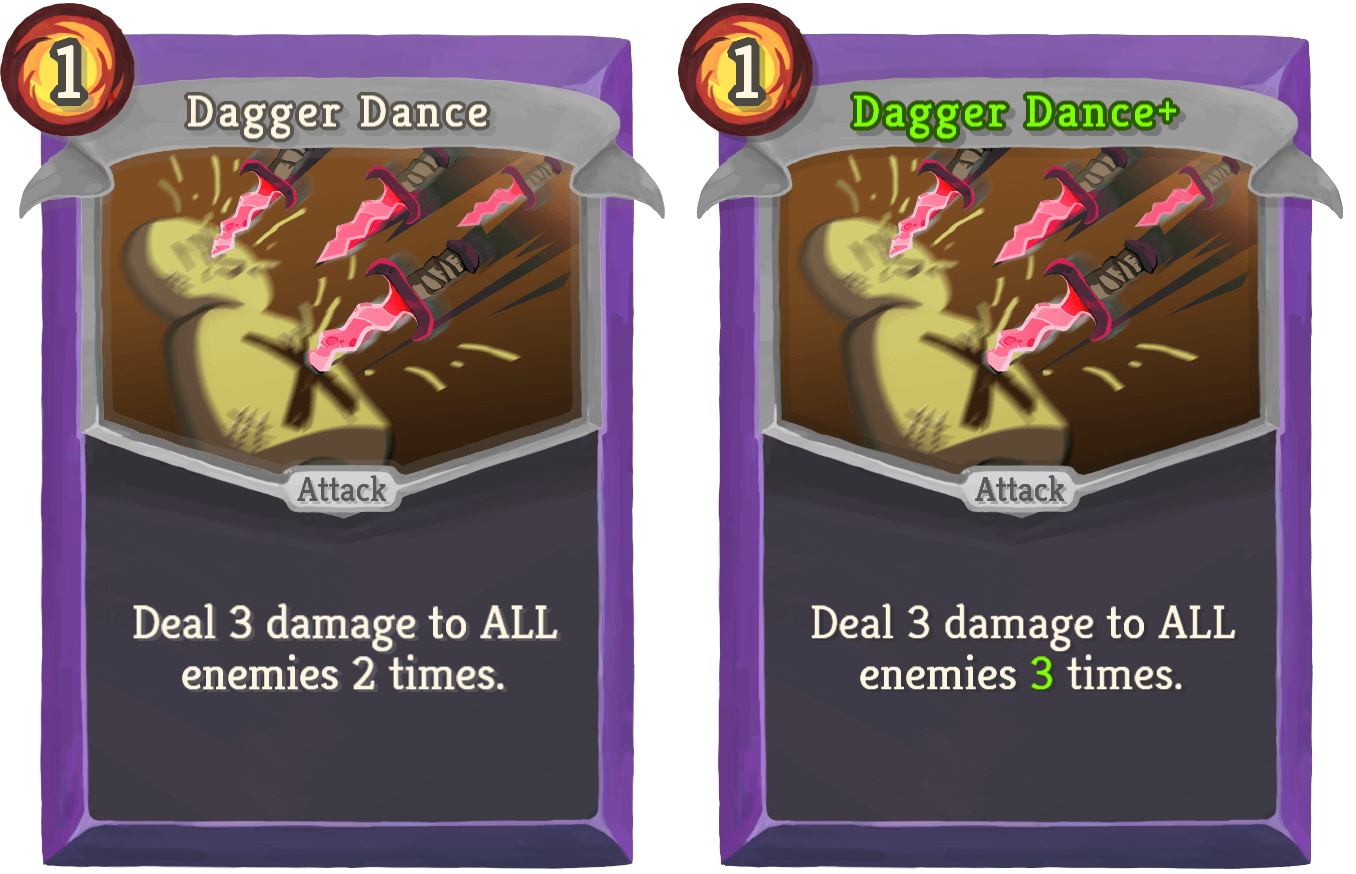 1
Dagger Dance
Attack
Deal 3 damage to ALL
enemies 2 times.
1
Dagger Dance+
Attack
Deal 3 damage to ALL
enemies 3 times.